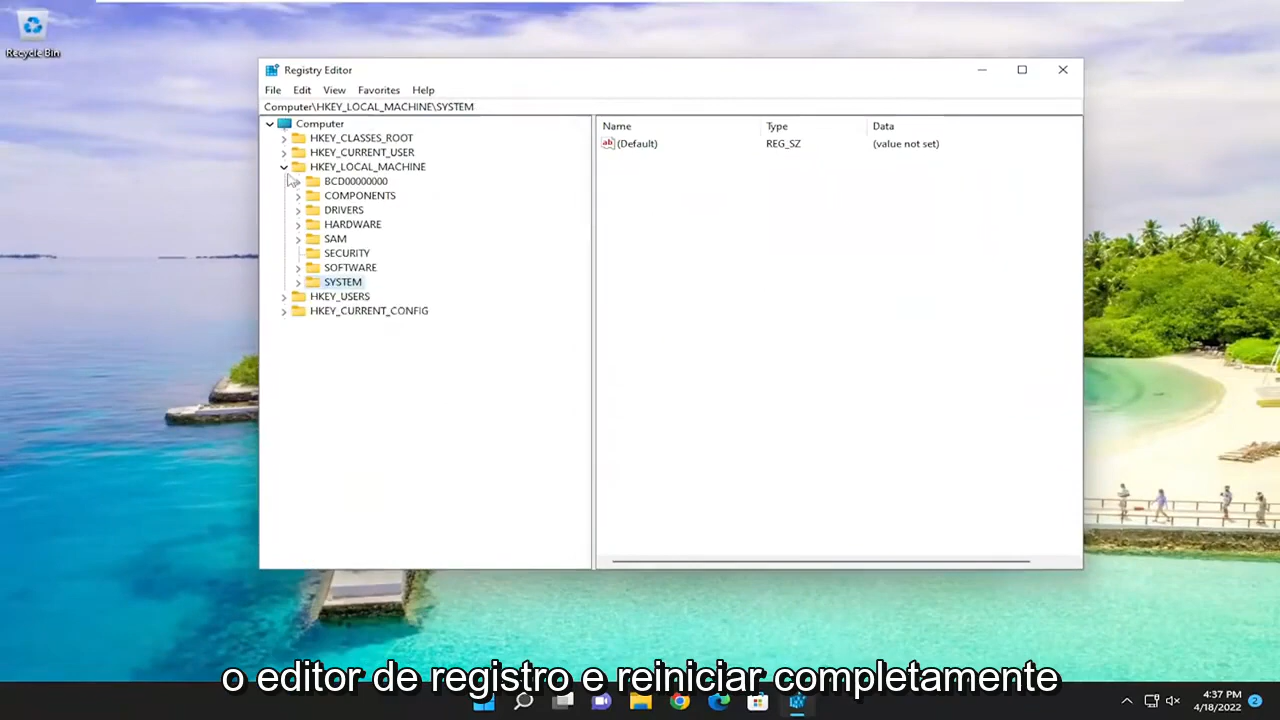 Recycle Bin
Registry Editor
File Edit View Favorites Help
Computer\HKEY_LOCAL_MACHINE\SYSTEM
Computer
HKEY_CLASSES_ROOT
HKEY_CURRENT_USER
HKEY_LOCAL_MACHINE
BCD00000000
COMPONENTS
DRIVERS
HARDWARE
SAM
SECURITY
SOFTWARE
SYSTEM
HKEY_USERS
HKEY_CURRENT_CONFIG
Name Type Data
ab (Default) REG_SZ (value not set)
o editor de registro e reiniciar completamente
4:37 PM
4/18/2022
2